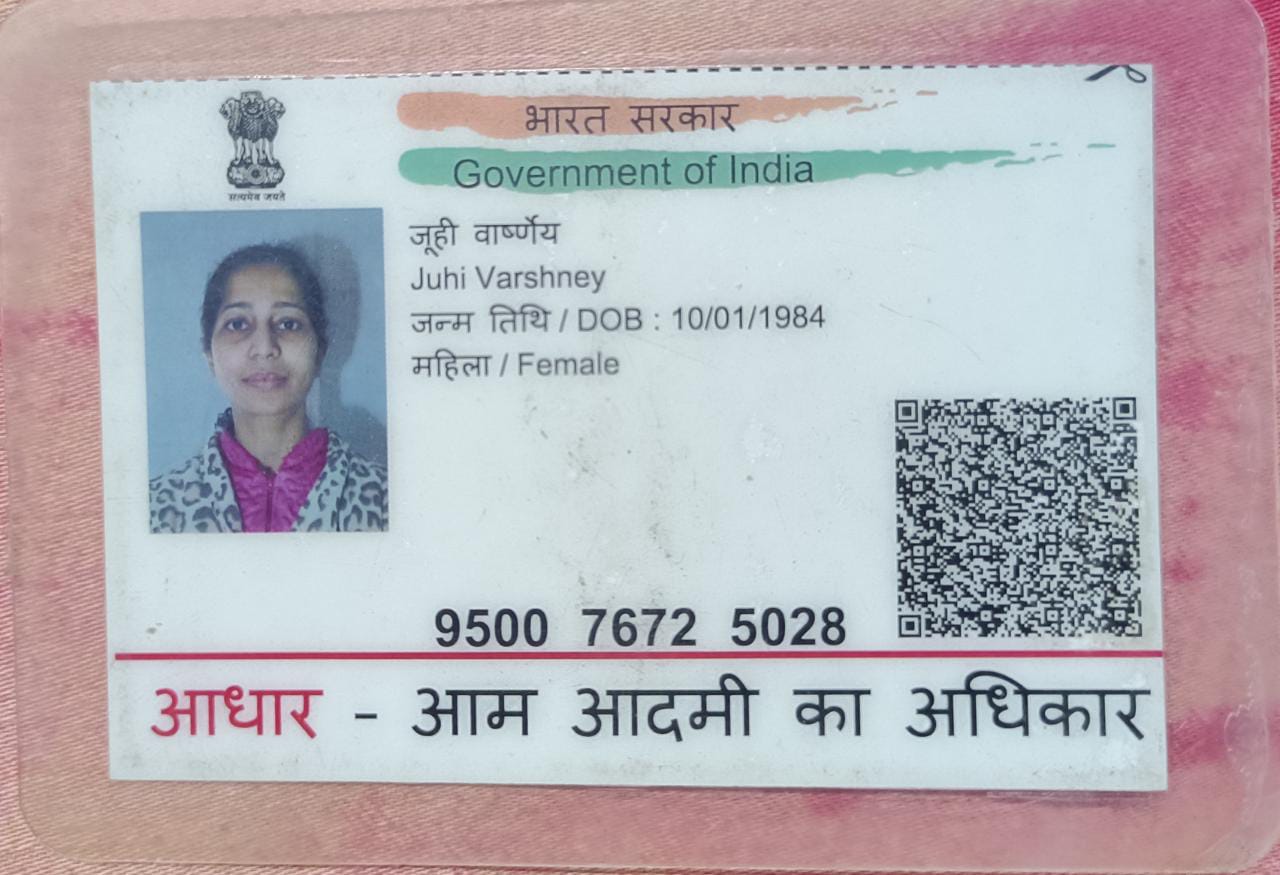 भारत सरकार
Government of India
सत्यमेव जयते
जूही वार्ष्णेय
Juhi Varshney
जन्म तिथि / DOB : 10/01/1984
महिला / Female
9500 7672 5028
आधार - आम आदमी का अधिकार